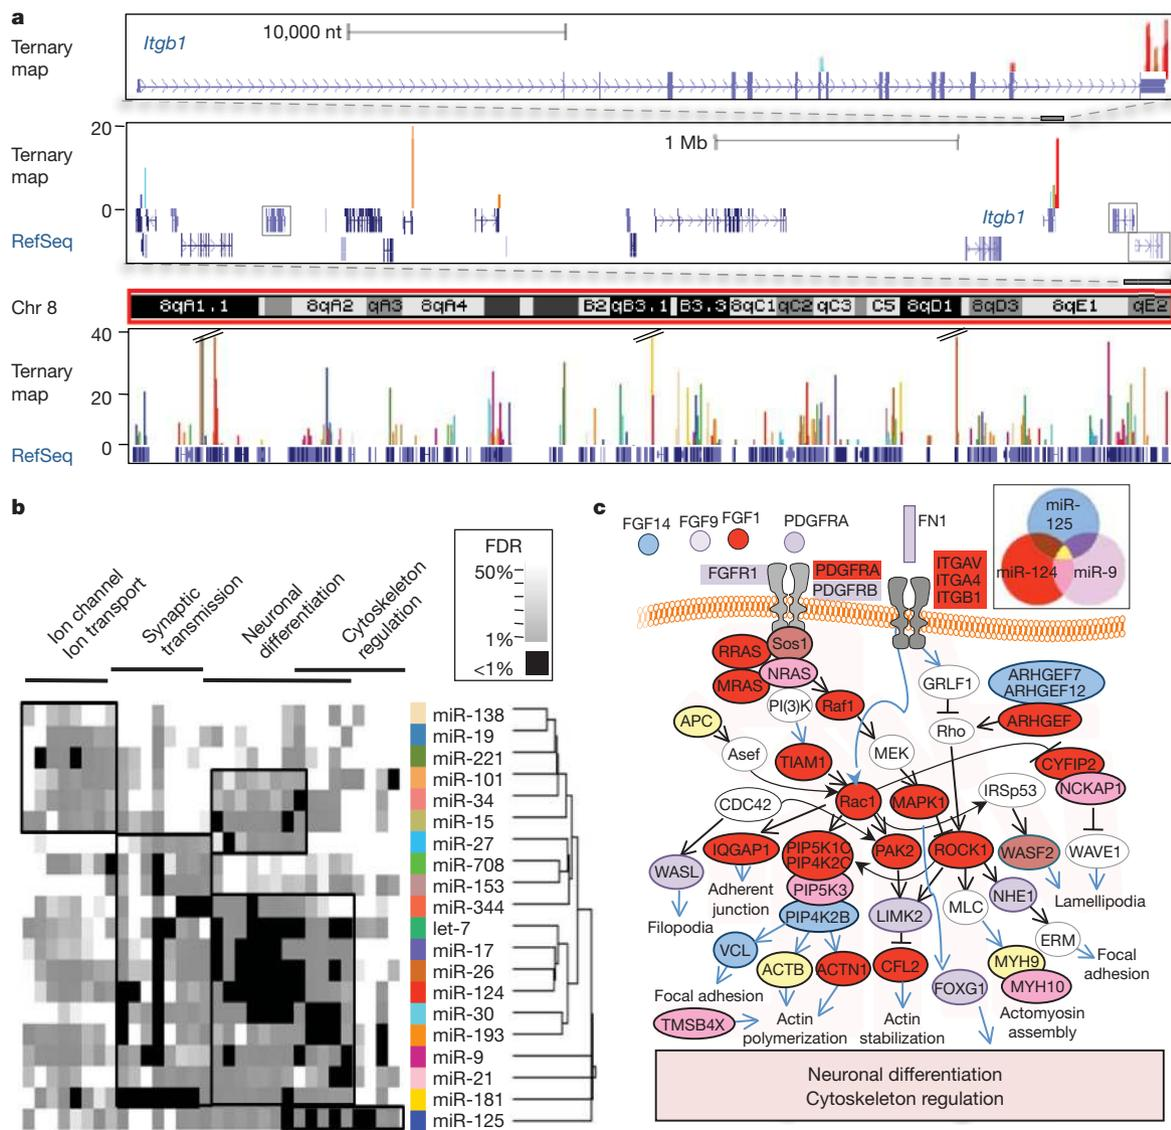 a
Ternary
map
Itgb1
10,000 nt
Ternary
map
20
0
1 Mb
Itgb1
RefSeq
Chr 8
8qA1.1
8qA2
qA3
8qA4
B2
qB3.1
B3.3
8qC1
qC2
qC3
C5
8qD1
8qD3
8qE1
qE2
Ternary
map
40
20
0
RefSeq
b
Ion channel
Ion transport
Synaptic
transmission
Neuronal
differentiation
Cytoskeleton
regulation
FDR
50%
1%
<1%
miR-138
miR-19
miR-221
miR-101
miR-34
miR-15
miR-27
miR-708
miR-153
miR-344
let-7
miR-17
miR-26
miR-124
miR-30
miR-193
miR-9
miR-21
miR-181
miR-125
c
FGF14
FGF9
FGF1
PDGFRA
FN1
miR-
125
miR-124
miR-9
FGFR1
PDGFRA
PDGFRB
ITGAV
ITGA4
ITGB1
RRAS
Sos1
MRAS
NRAS
PI(3)K
Raf1
GRLF1
ARHGEF7
ARHGEF12
ARHGEF
APC
Asef
TIAM1
MEK
Rho
CYFIP2
NCKAP1
CDC42
Rac1
MAPK1
IRSp53
IQGAP1
PIP5K1C
PIP4K2C
PAK2
ROCK1
WASF2
WAVE1
WASL
Adherent
junction
PIP5K3
PIP4K2B
LIMK2
MLC
NHE1
Lamellipodia
Filopodia
VCL
ACTB
ACTN1
CFL2
FOXG1
MYH9
MYH10
ERM
Focal
adhesion
Focal adhesion
TMSB4X
Actin
polymerization
Actin
stabilization
Actomyosin
assembly
Neuronal differentiation
Cytoskeleton regulation